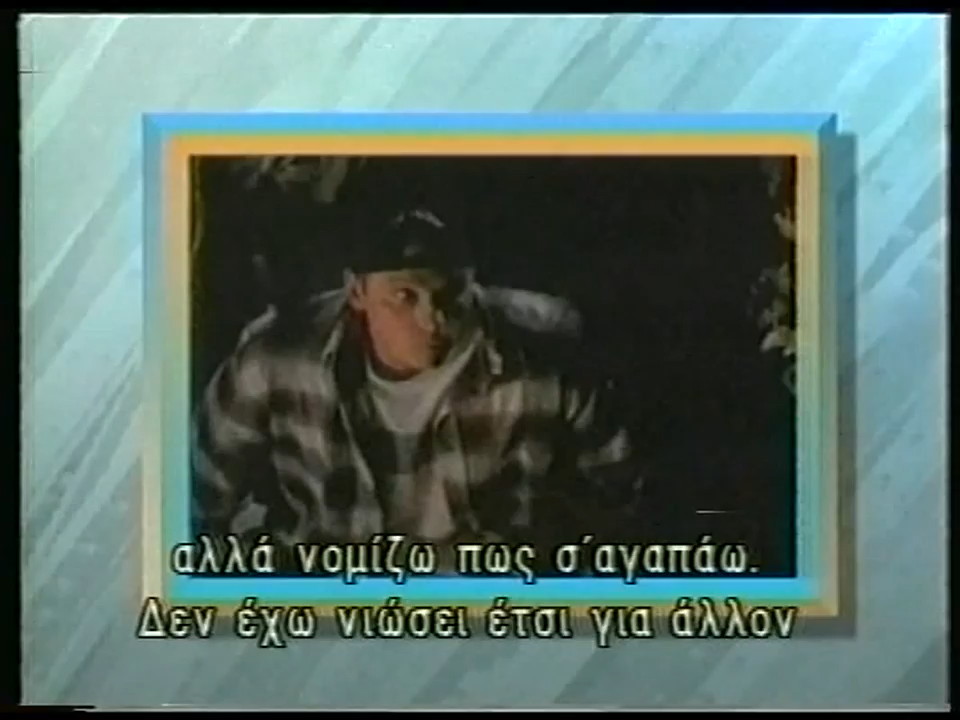 αλλά νομίζω πως σ΄αγαπάω.
Δεν έχω νιώσει έτσι για άλλον